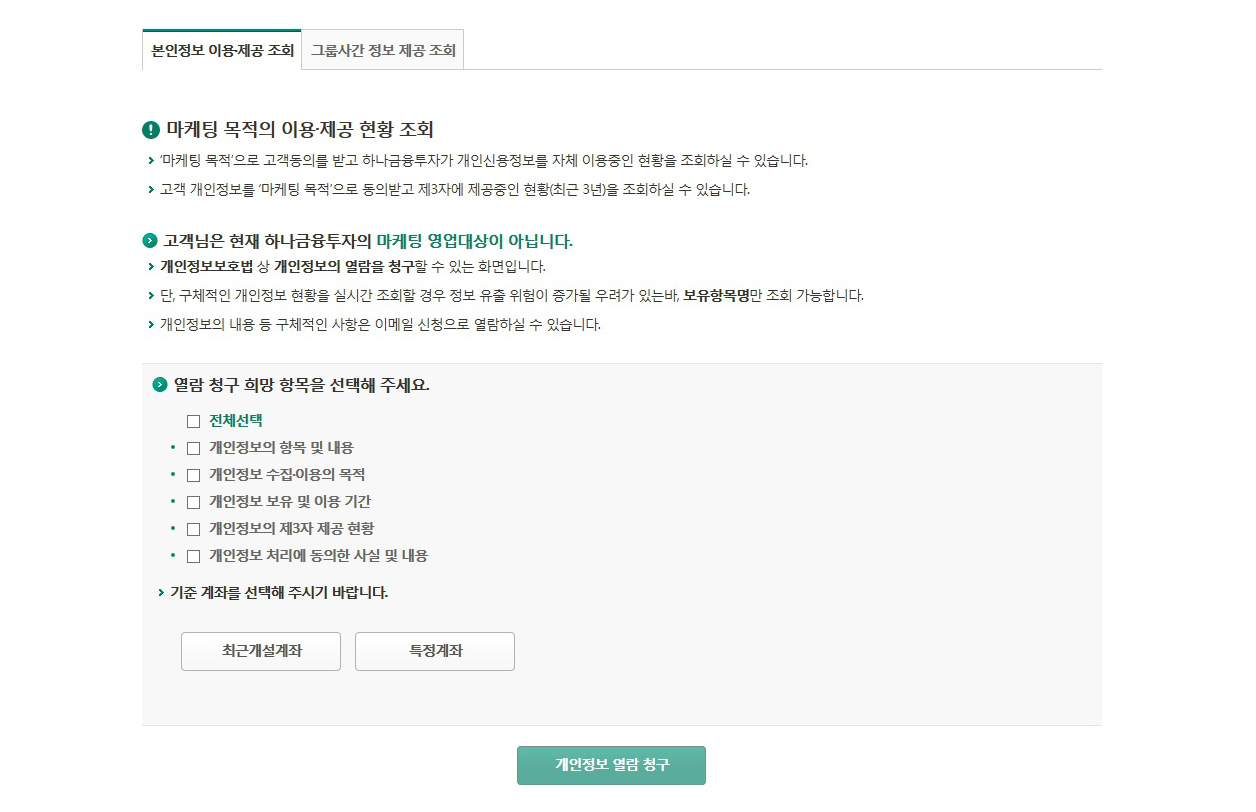 본인정보 이용·제공 조회 그룹사간 정보 제공 조회
마케팅 목적의 이용·제공 현황 조회
'마케팅 목적'으로 고객동의를 받고 하나금융투자가 개인신용정보를 자체 이용중인 현황을 조회하실 수 있습니다.
고객 개인정보를 '마케팅 목적'으로 동의받고 제3자에 제공중인 현황(최근 3년)을 조회하실 수 있습니다.
고객님은 현재 하나금융투자의 마케팅 영업대상이 아닙니다.
개인정보보호법 상 개인정보의 열람을 청구할 수 있는 화면입니다.
단, 구체적인 개인정보 현황을 실시간 조회할 경우 정보 유출 위험이 증가될 우려가 있는바, 보유항목명만 조회 가능합니다.
개인정보의 내용 등 구체적인 사항은 이메일 신청으로 열람하실 수 있습니다.
열람 청구 희망 항목을 선택해 주세요.
전체선택
개인정보의 항목 및 내용
개인정보 수집·이용의 목적
개인정보 보유 및 이용 기간
개인정보의 제3자 제공 현황
개인정보 처리에 동의한 사실 및 내용
기준 계좌를 선택해 주시기 바랍니다.
최근개설계좌 특정계좌
개인정보 열람 청구